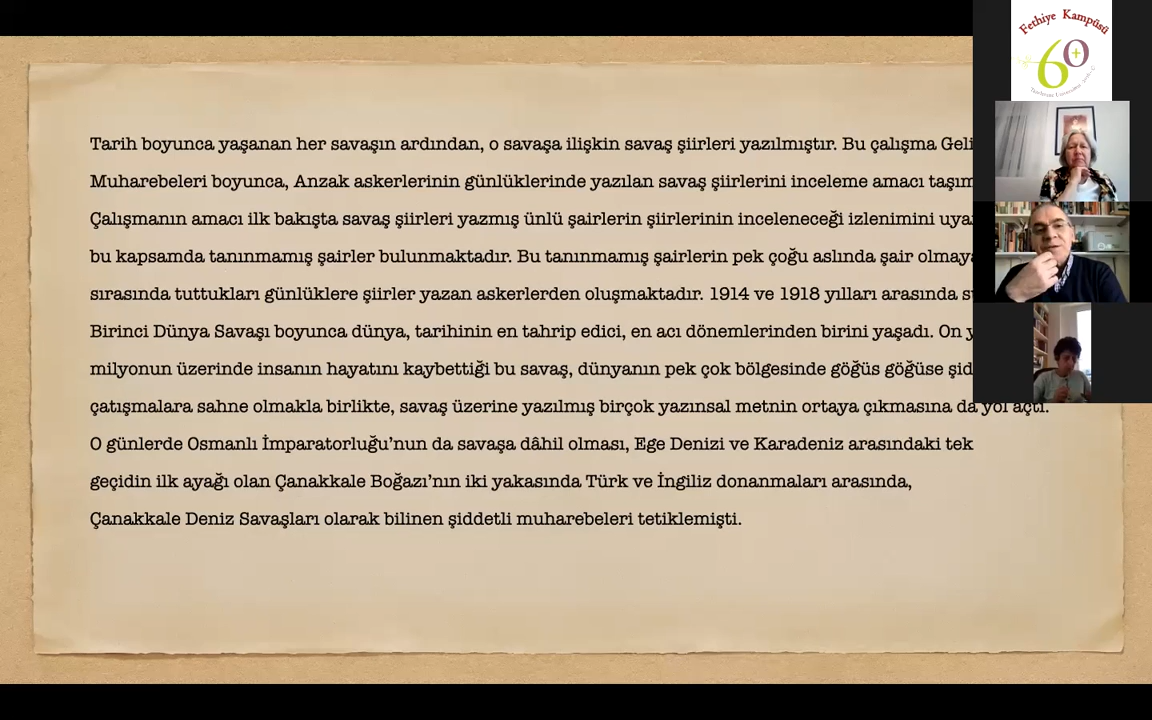 Fethiye Kampüsü
60+
Tarih boyunca yaşanan her savaşın ardından, o savaşa ilişkin savaş şiirleri yazılmıştır. Bu çalışma
Muharebeleri boyunca, Anzak askerlerinin günlüklerinde yazılan savaş şiirlerini inceleme amacı
Çalışmanın amacı ilk bakışta savaş şiirleri yazmış ünlü şairlerin şiirlerinin inceleneceği izlenimini
bu kapsamda tanınmamış şairler bulunmaktadır. Bu tanınmamış şairlerin pek çoğu aslında şair
sırasında tuttukları günlüklere şiirler yazan askerlerden oluşmaktadır. 1914 ve 1918 yılları arasında
Birinci Dünya Savaşı boyunca dünya, tarihinin en tahrip edici, en acı dönemlerinden birini yaşadı. On
milyonun üzerinde insanın hayatını kaybettiği bu savaş, dünyanın pek çok bölgesinde göğüs göğüse
çatışmalara sahne olmakla birlikte, savaş üzerine yazılmış birçok yazınsal metnin ortaya çıkmasına da yol açtı.
O günlerde Osmanlı İmparatorluğu’nun da savaşa dâhil olması, Ege Denizi ve Karadeniz arasındaki tek
geçidin ilk ayağı olan Çanakkale Boğazı’nın iki yakasında Türk ve İngiliz donanmaları arasında,
Çanakkale Deniz Savaşları olarak bilinen şiddetli muharebeleri tetiklemişti.